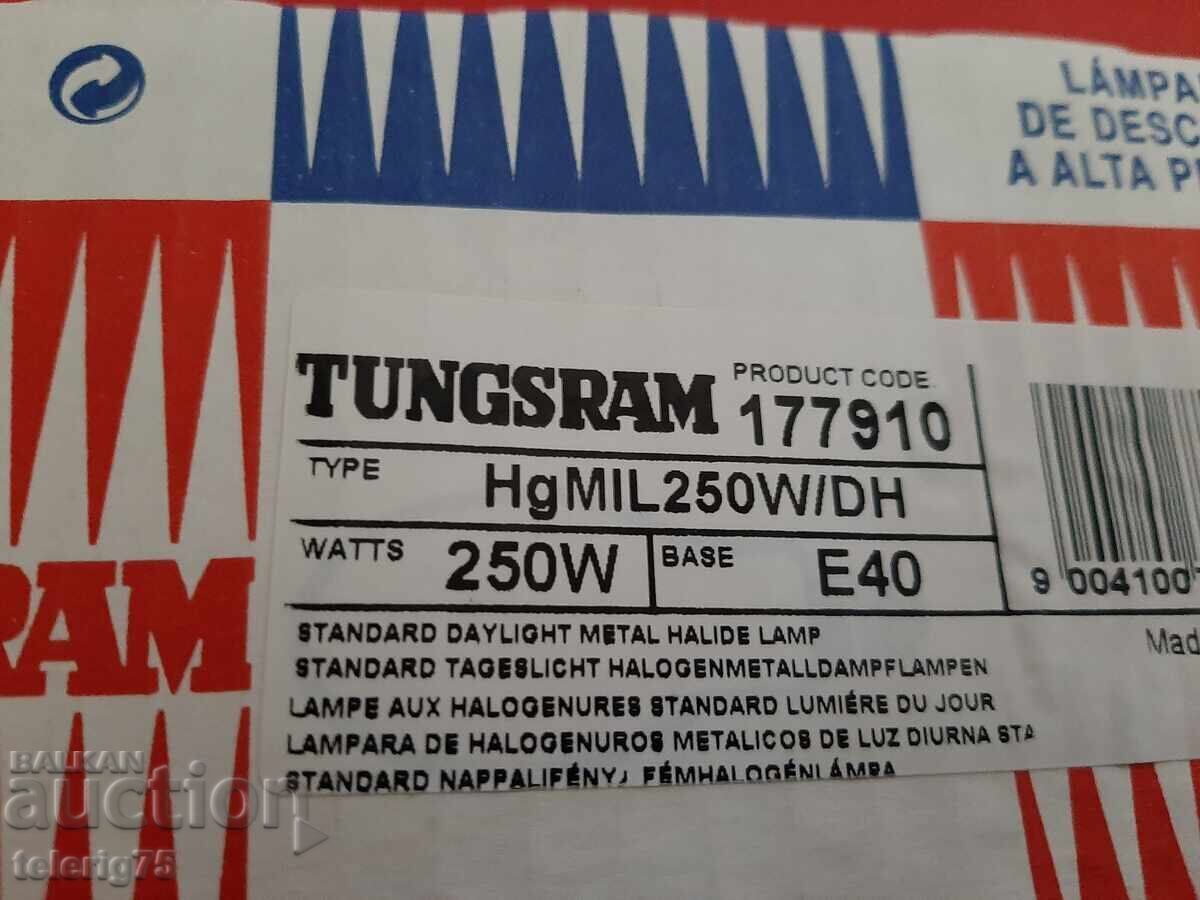 LÁMPA
DE DESC
A ALTA P
TUNGSRAM
PRODUCT CODE
177910
TYPE
HgMIL250W/DH
WATTS
250W
BASE
E40
9 004100
STANDARD DAYLIGHT METAL HALIDE LAMP
STANDARD TAGESLICHT HALOGENMETALLDAMPFLAMPEN
LAMPE AUX HALOGENURES STANDARD LUMIÉRE DU JOUR
LAMPARA DE HALOGENUROS METALICOS DE LUZ DIURNA STA
STANDARD NAPPALIFÉNYJ FÉMHALOGÉNLÁMPA
Mad
RAM
BALKAN
auction
telerig75